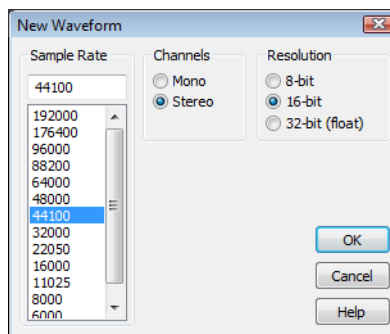 New Waveform
Sample Rate
44100
192000
176400
96000
88200
64000
48000
44100
32000
22050
16000
11025
8000
6000
Channels
Mono
Stereo
Resolution
8-bit
16-bit
32-bit (float)
OK
Cancel
Help